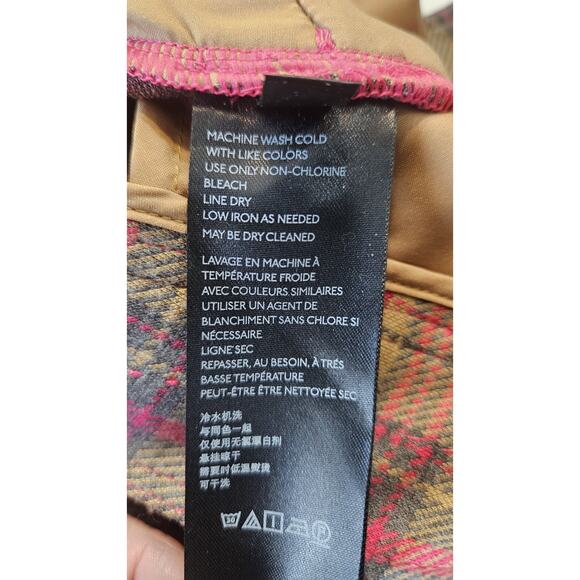 MACHINE WASH COLD
WITH LIKE COLORS
USE ONLY NON-CHLORINE
BLEACH
LINE DRY
LOW IRON AS NEEDED
MAY BE DRY CLEANED
LAVAGE EN MACHINE À
TEMPÉRATURE FROIDE
AVEC COULEURS SIMILAIRES
UTILISER UN AGENT DE
BLANCHIMENT SANS CHLORE SI
NÉCESSAIRE
LIGNE SEC
REPASSER, AU BESOIN, À TRÉS
BASSE TEMPÉRATURE
PEUT-ÊTRE ÊTRE NETTOYÉE SEC
冷水机洗
与同色一起
仅使用无氯漂白剂
悬挂晾干
需要时低温熨烫
可干洗
30 P